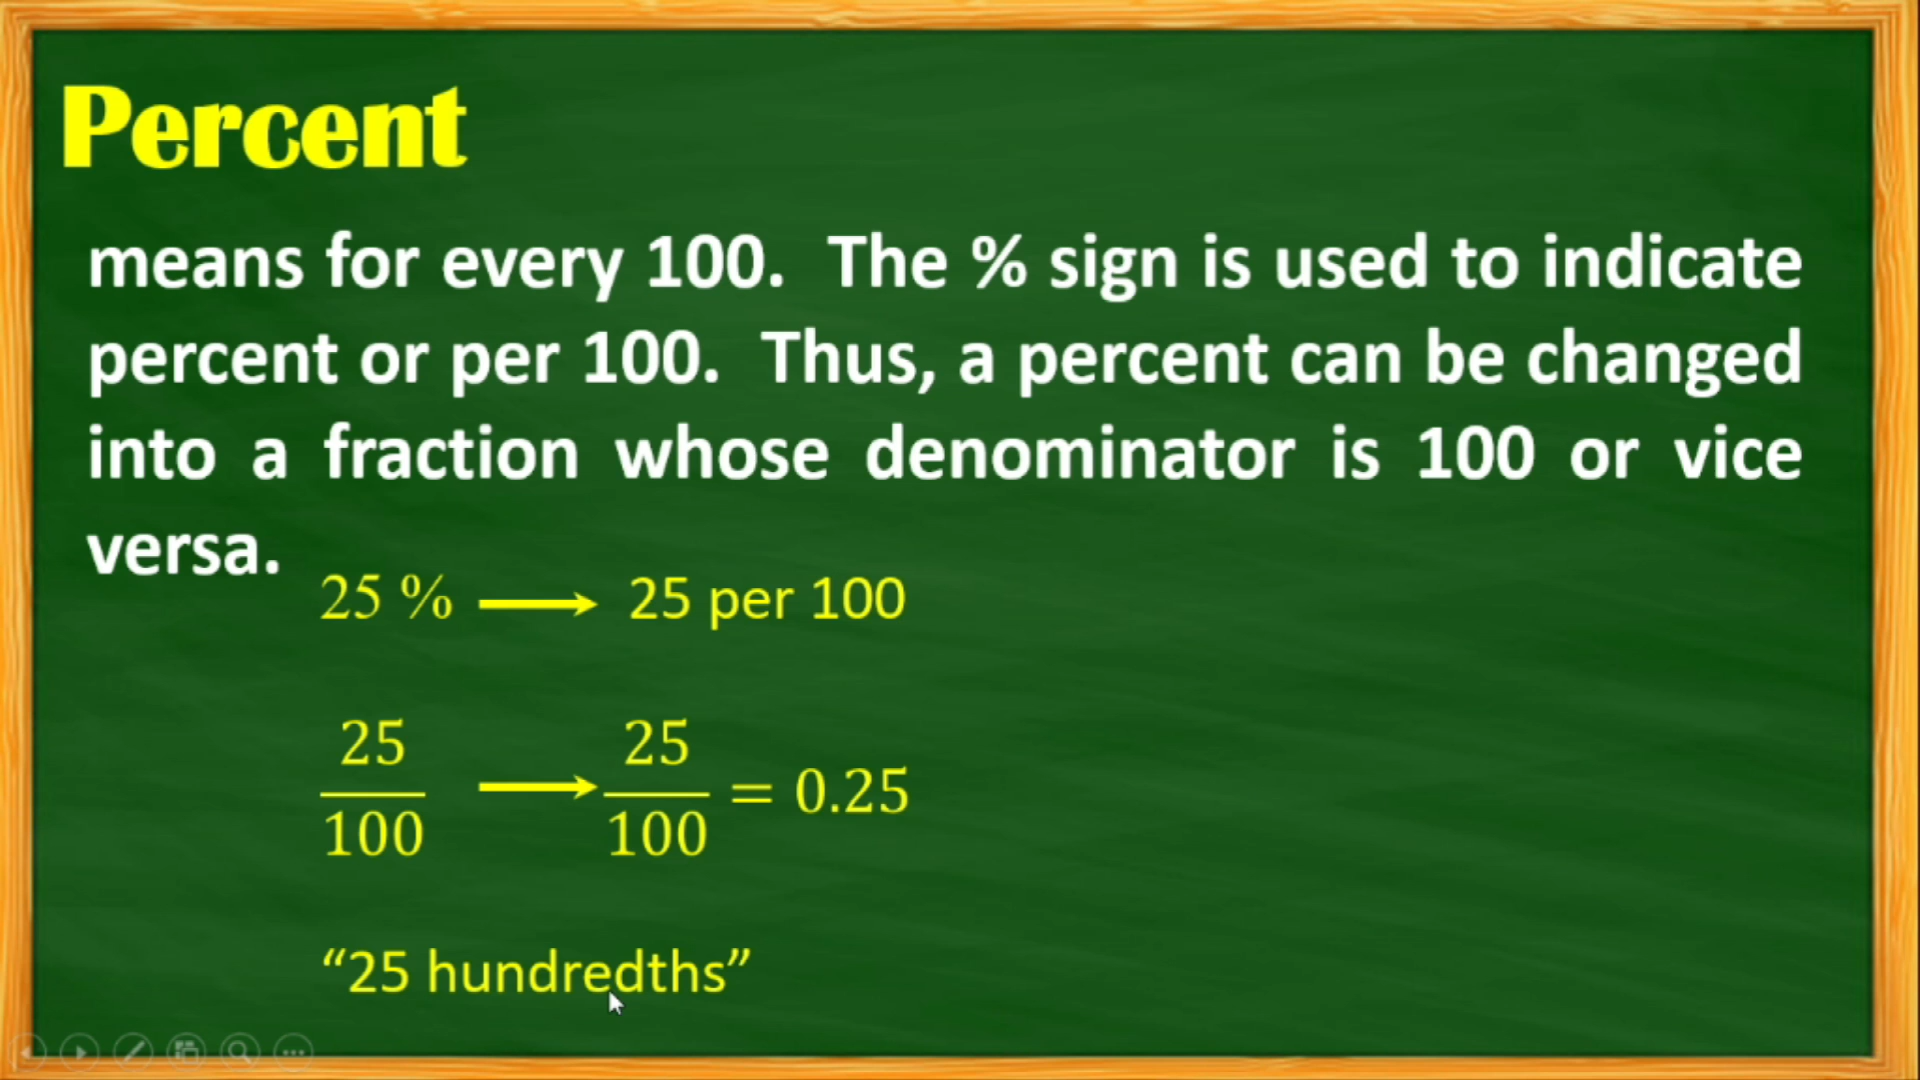 Percent
means for every 100.  The % sign is used to indicate
percent or per 100.  Thus, a percent can be changed
into a fraction whose denominator is 100 or vice
versa.
25 % ⟶ 25 per 100
25/100 ⟶ 25/100 = 0.25
“25 hundredths”